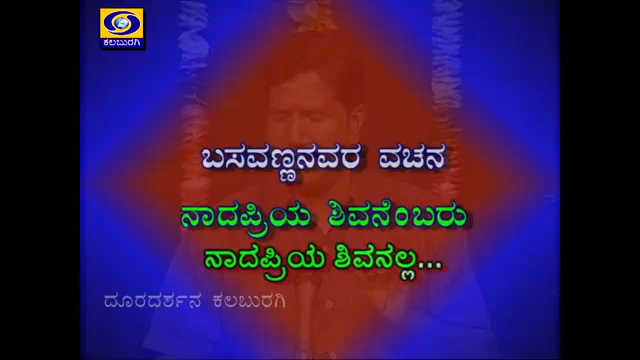 ಕಲಬುರಗಿ
ಬಸವಣ್ಣನವರ ವಚನ
ನಾದಪ್ರಿಯ ಶಿವನೆಂಬರು
ನಾದಪ್ರಿಯ ಶಿವನಲ್ಲ...
ದೂರದರ್ಶನ ಕಲಬುರಗಿ